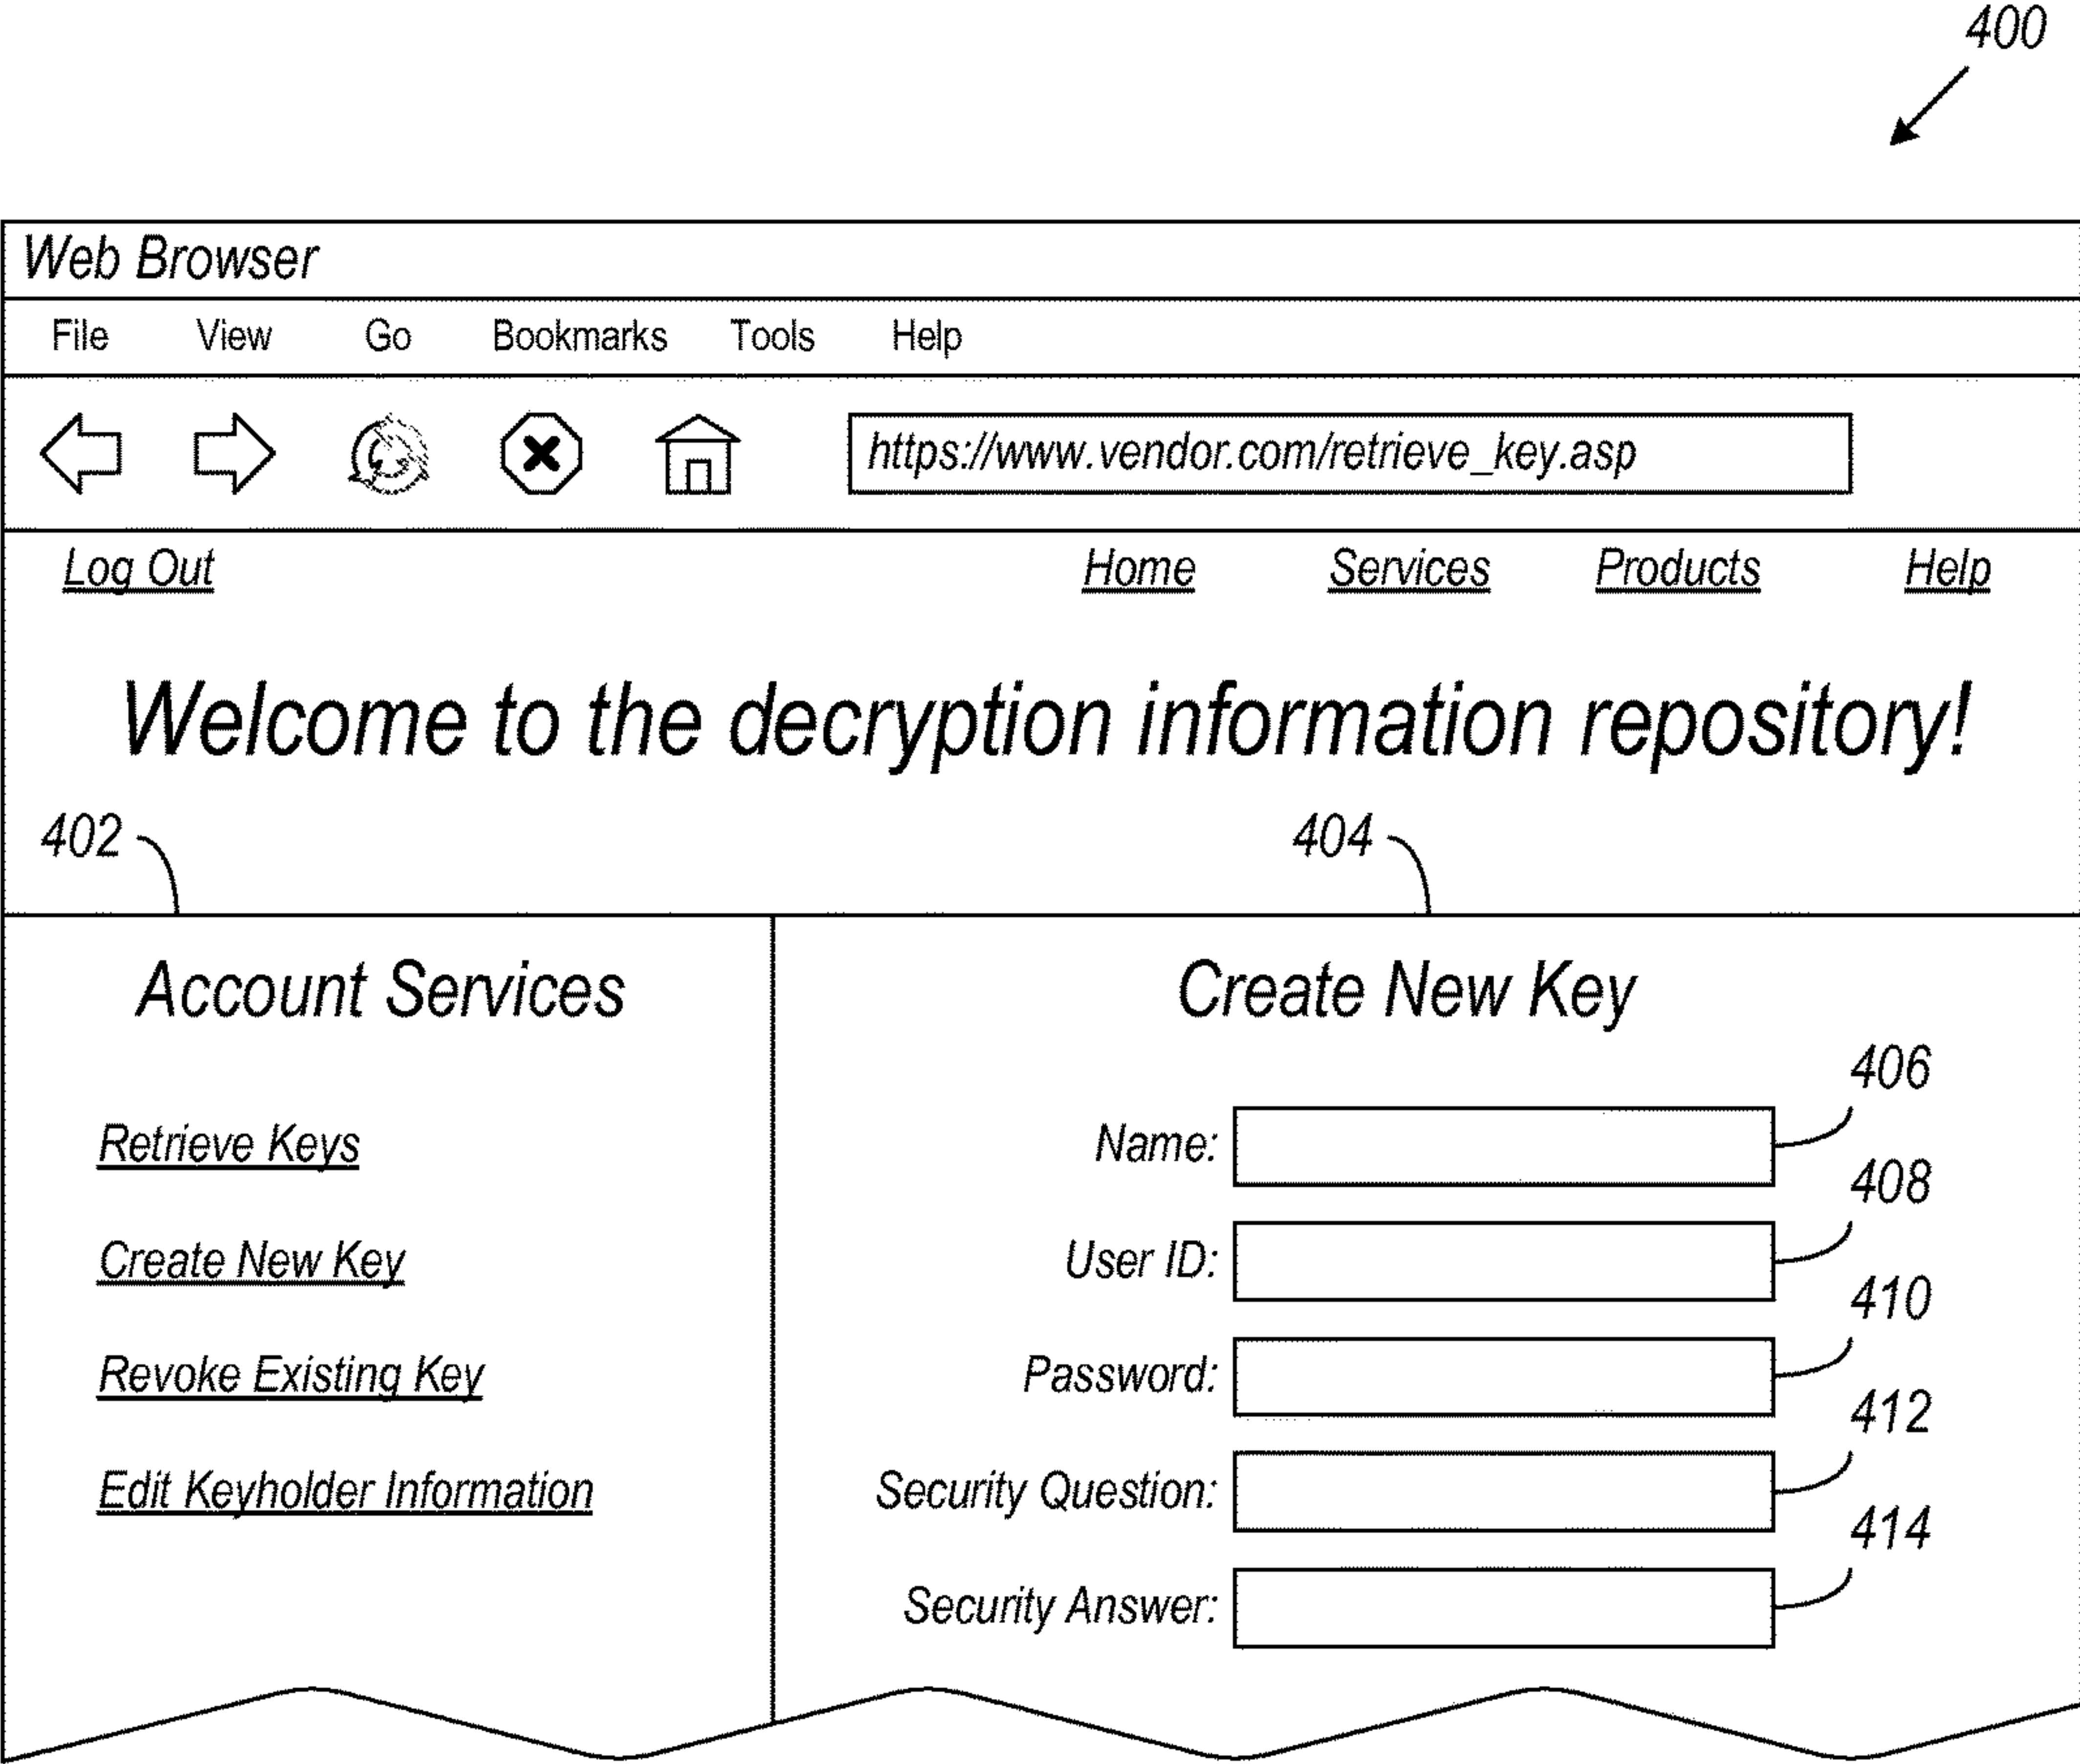 400
Web Browser
File View Go Bookmarks Tools Help
https://www.vendor.com/retrieve_key.asp
Log Out Home Services Products Help
Welcome to the decryption information repository!
402 404
Account Services
Retrieve Keys
Create New Key
Revoke Existing Key
Edit Keyholder Information
Create New Key
406
Name:
408
User ID:
410
Password:
412
Security Question:
414
Security Answer: